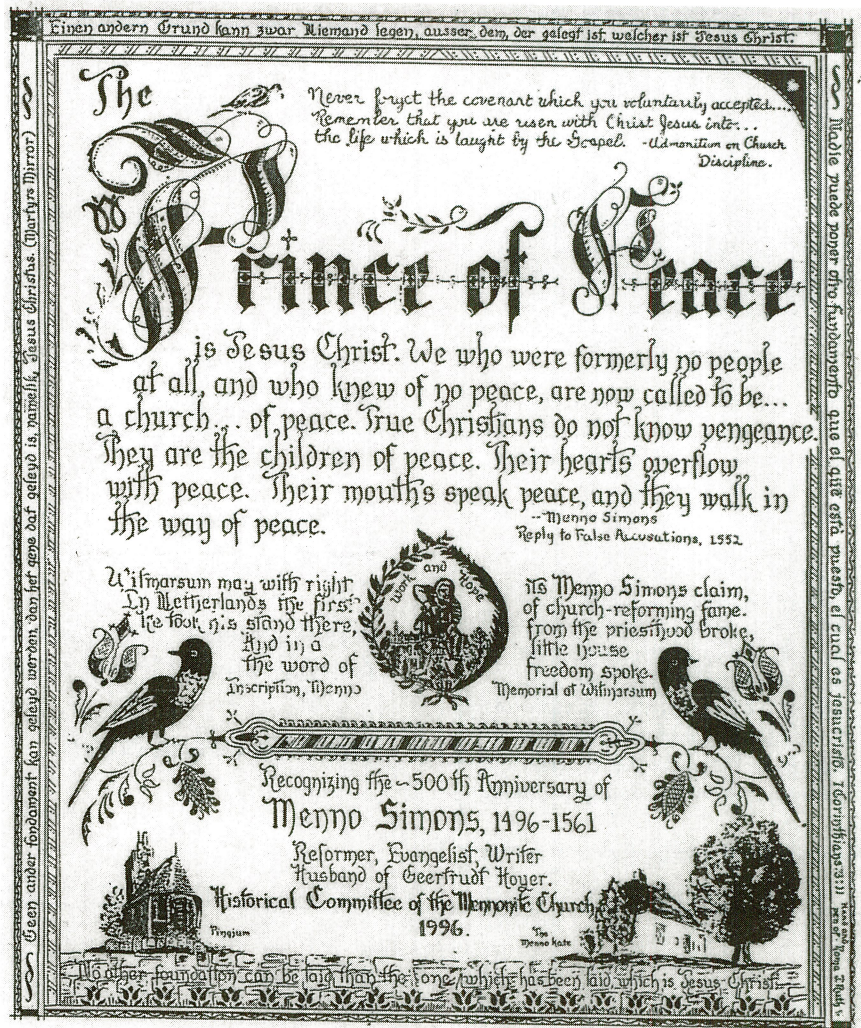 Einen andern Grund kann zwar Niemand legen, ausser dem, der gelegt ist welcher ist Jesus Christ.
The
Never forget the covenant which you voluntarily accepted...
Remember that you are risen with Christ Jesus into...
the life which is taught by the Gospel. -Admonition on Church
Discipline.
Prince of Peace
is Jesus Christ. We who were formerly no people
at all, and who knew of no peace, are now called to be...
a church... of peace. True Christians do not know vengeance.
They are the children of peace. Their hearts overflow
with peace. Their mouths speak peace, and they walk in
the way of peace.
--Menno Simons
Reply to False Accusations, 1552
Work and Hope
Witmarsum may with right its Menno Simons claim,
In Netherlands the first of church-reforming fame.
He took his stand there, from the priesthood broke,
And in a little house
the word of freedom spoke.
Inscription, Menno Memorial at Witmarsum
Recognizing the ~500th Anniversary of
Menno Simons, 1496-1561
Reformer, Evangelist, Writer
Husband of Geertrudt Hoyer.
Historical Committee of the Mennonite Church
1996.
Pingjum
The
Menno kate
No other foundation can be laid than the one which has been laid which is Jesus Christ.
Geen ander fondament kan geleyd worden, dan het gene dat geleyd is, namelik, Jesus Christus. (Martyrs Mirror)
Nadie puede poner otro fundamento que el que está puesto, el cual es Jesucristo. 1 Corinthians 3:11